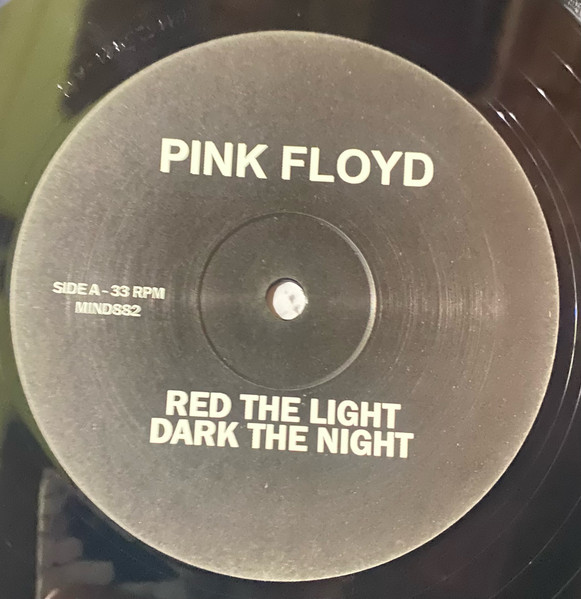 PINK FLOYD
SIDE A - 33 RPM
MIND882
RED THE LIGHT
DARK THE NIGHT